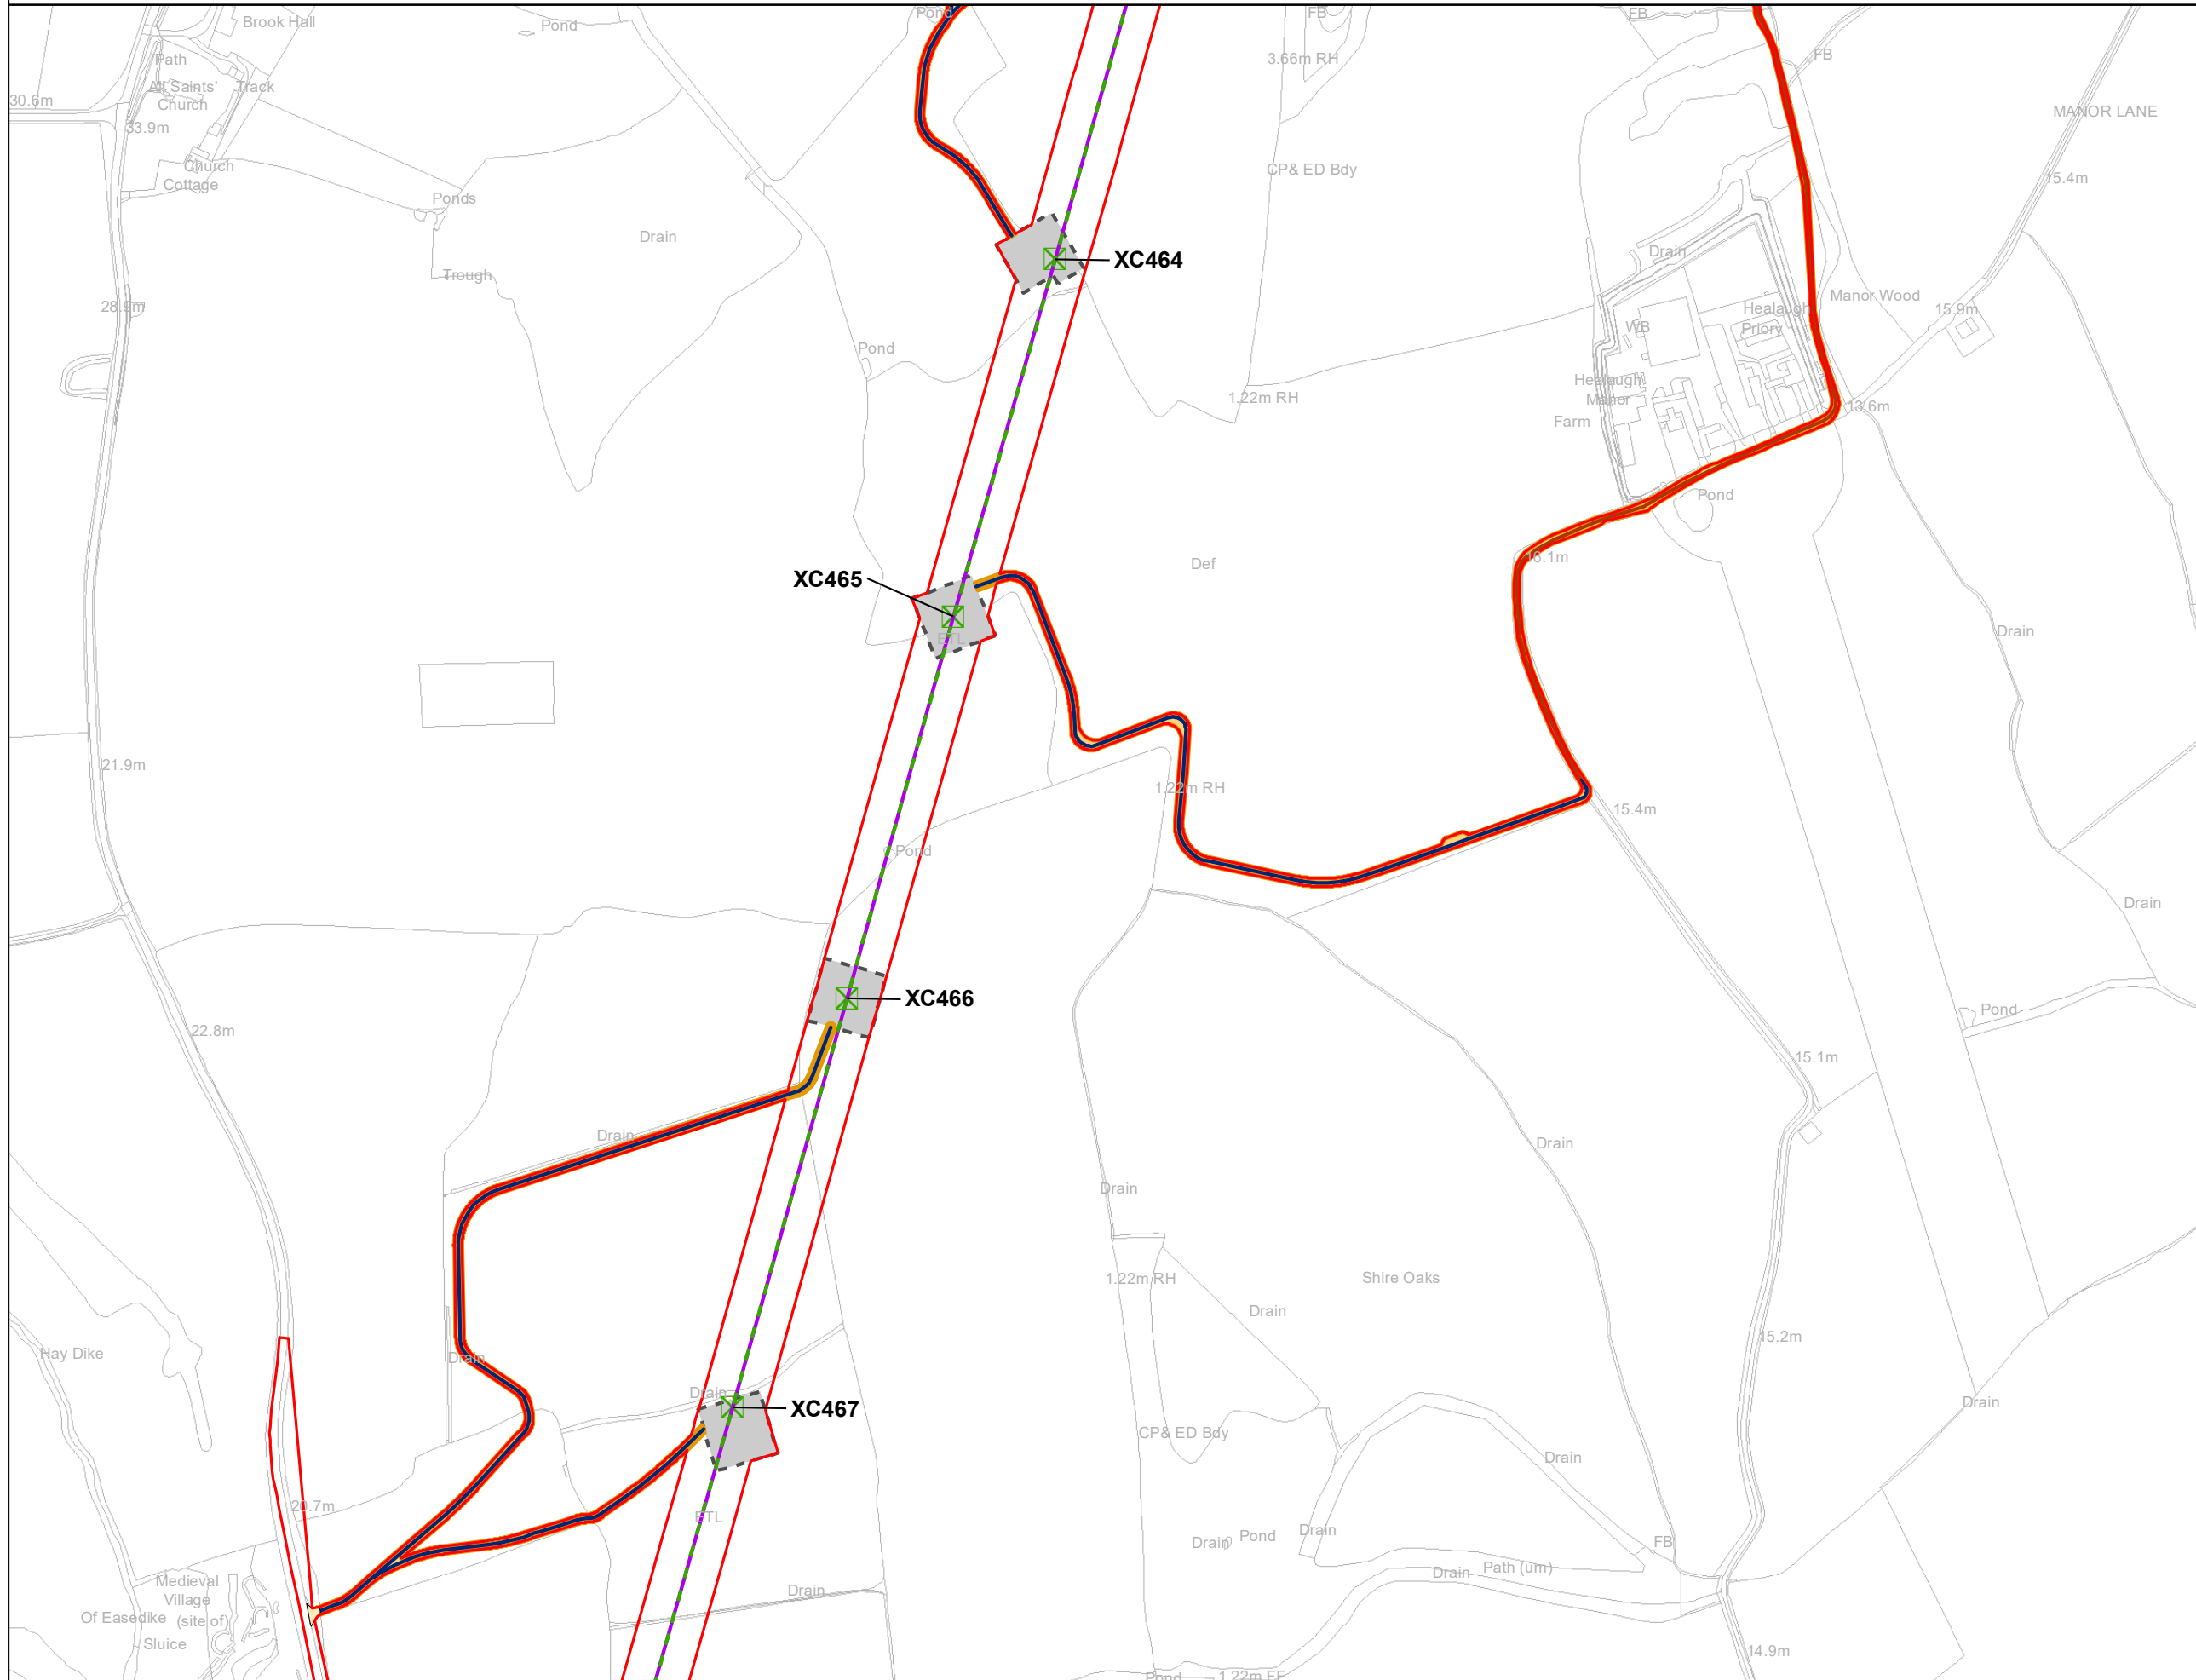 Brook Hall
Pond
Pond
FB
FB
Path
3.66m RH
FB
All Saints'
Church
Track
30.6m
33.9m
MANOR LANE
Church
Cottage
CP& ED Bdy
15.4m
Ponds
Drain
Drain
XC464
Trough
28.9m
Manor Wood
Healaugh
Priory
15.9m
WB
Pond
Healaugh
Manor
Farm
1.22m RH
13.6m
Pond
16.1m
Def
XC465
ETL
Drain
21.9m
1.22m RH
15.4m
Pond
Drain
XC466
Pond
22.8m
15.1m
Drain
Drain
Drain
1.22m RH
Shire Oaks
Drain
15.2m
Hay Dike
Drain
Drain
XC467
Drain
CP& ED Bdy
Drain
20.7m
ETL
Drain
Pond
Drain
FB
Medieval
Village
Of Easedike
(site of)
Sluice
Drain
Drain
Path (um)
14.9m
Pond
1.22m FF